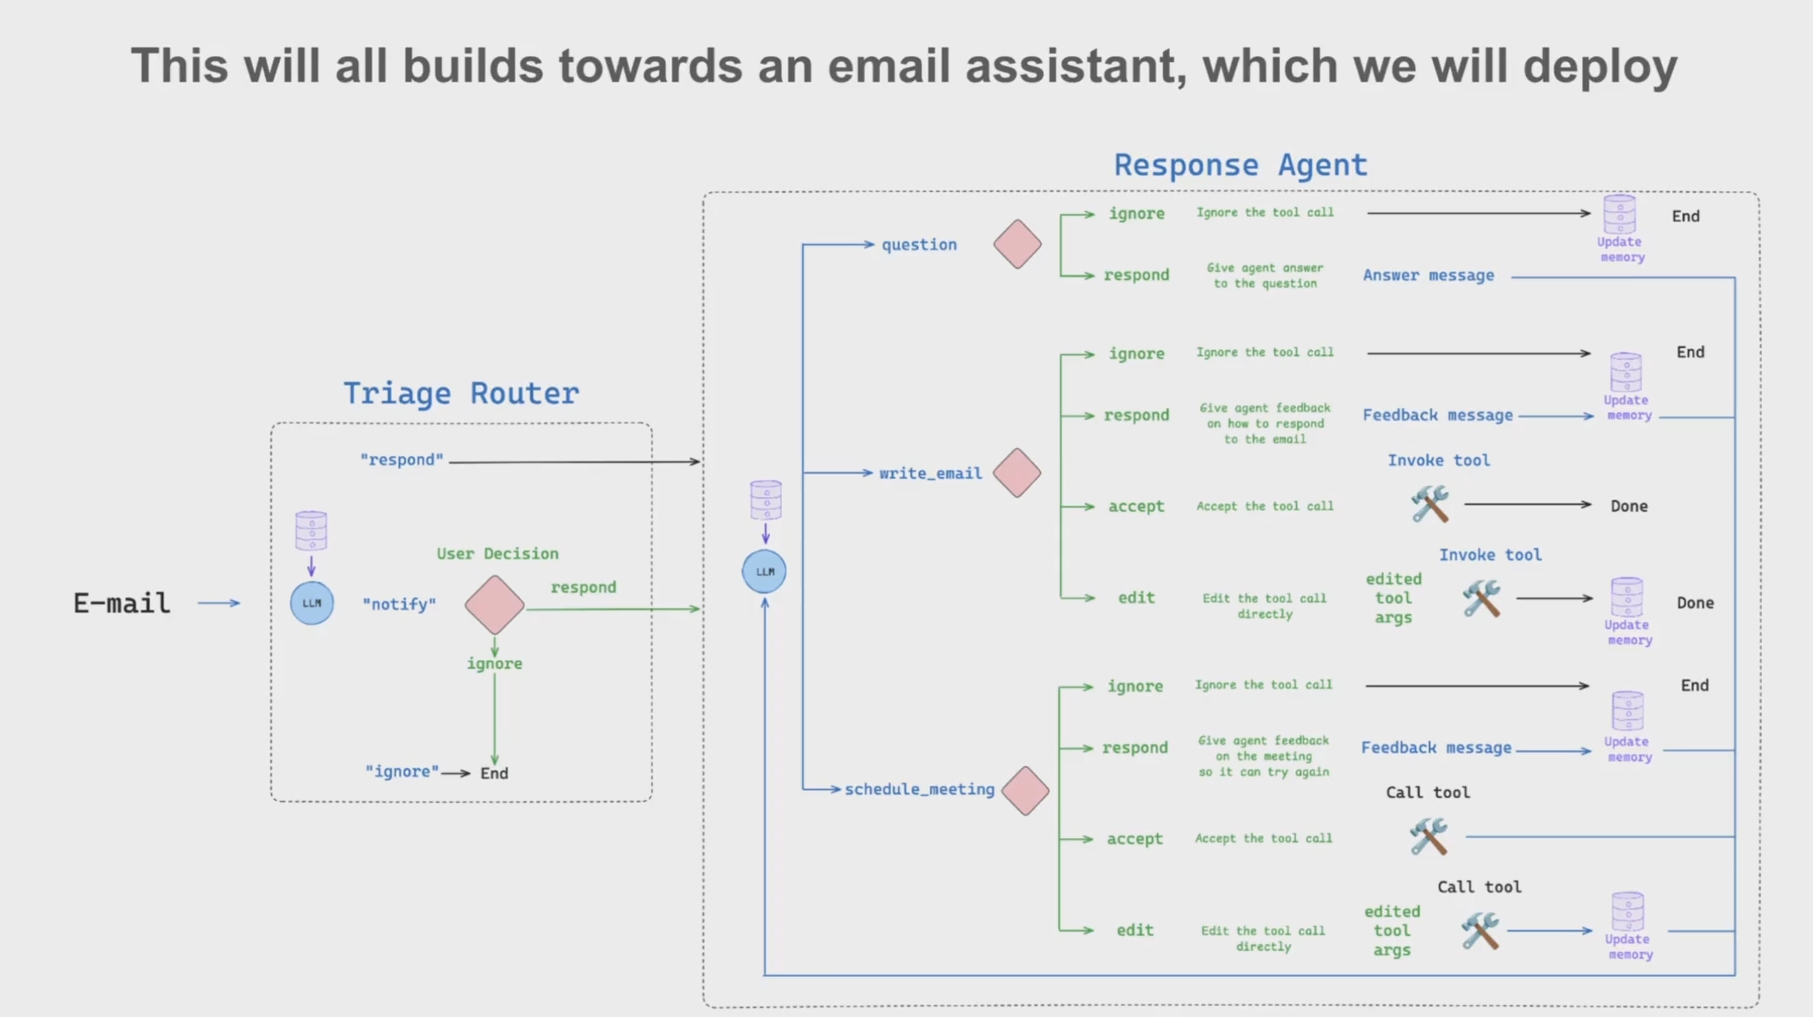 This will all builds towards an email assistant, which we will deploy
Response Agent
Triage Router
E-mail
LLM
"respond"
"notify"
User Decision
respond
ignore
"ignore"
End
LLM
question
ignore
Ignore the tool call
Update
memory
End
respond
Give agent answer
to the question
Answer message
write_email
ignore
Ignore the tool call
Update
memory
End
respond
Give agent feedback
on how to respond
to the email
Feedback message
accept
Accept the tool call
Invoke tool
Done
edit
Edit the tool call
directly
edited
tool
args
Invoke tool
Update
memory
Done
schedule_meeting
ignore
Ignore the tool call
Update
memory
End
respond
Give agent feedback
on the meeting
so it can try again
Feedback message
accept
Accept the tool call
Call tool
edit
Edit the tool call
directly
edited
tool
args
Call tool
Update
memory